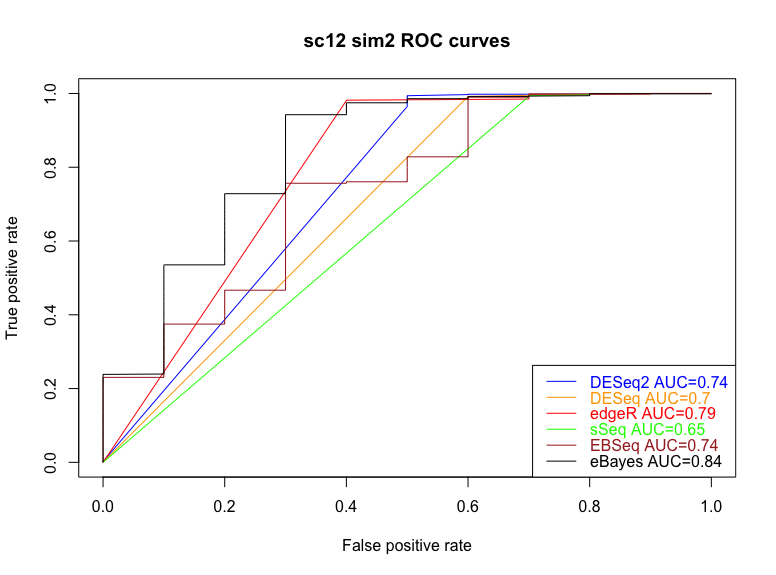 sc12 sim2 ROC curves
True positive rate
1.0
0.8
0.6
0.4
0.2
0.0
DESeq2 AUC=0.74
DESeq AUC=0.7
edgeR AUC=0.79
sSeq AUC=0.65
EBSeq AUC=0.74
eBayes AUC=0.84
0.0 0.2 0.4 0.6 0.8 1.0
False positive rate